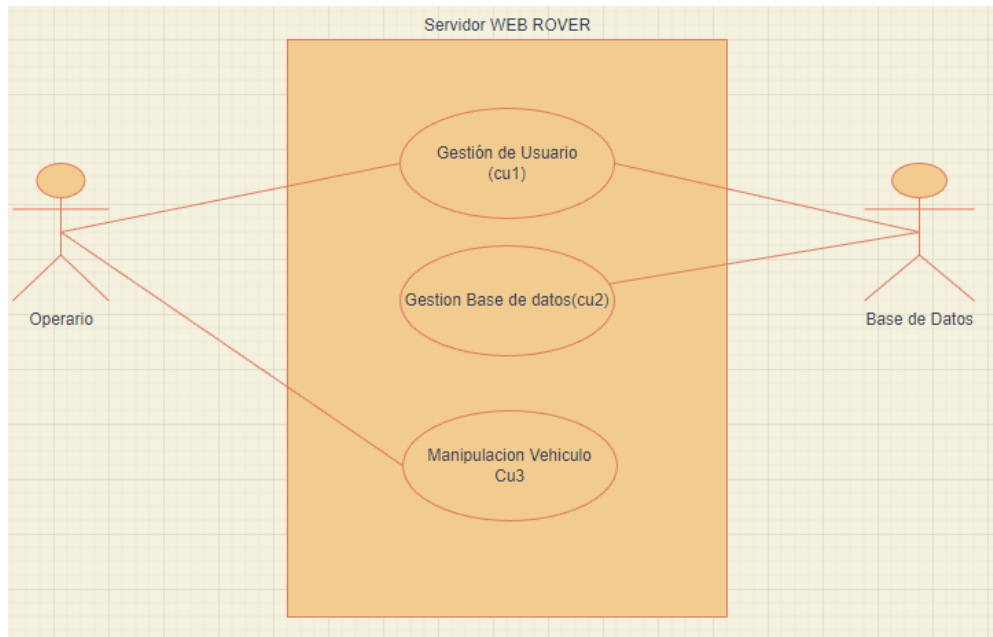 Servidor WEB ROVER
Gestión de Usuario
(cu1)
Gestion Base de datos(cu2)
Operario
Base de Datos
Manipulacion Vehiculo
Cu3